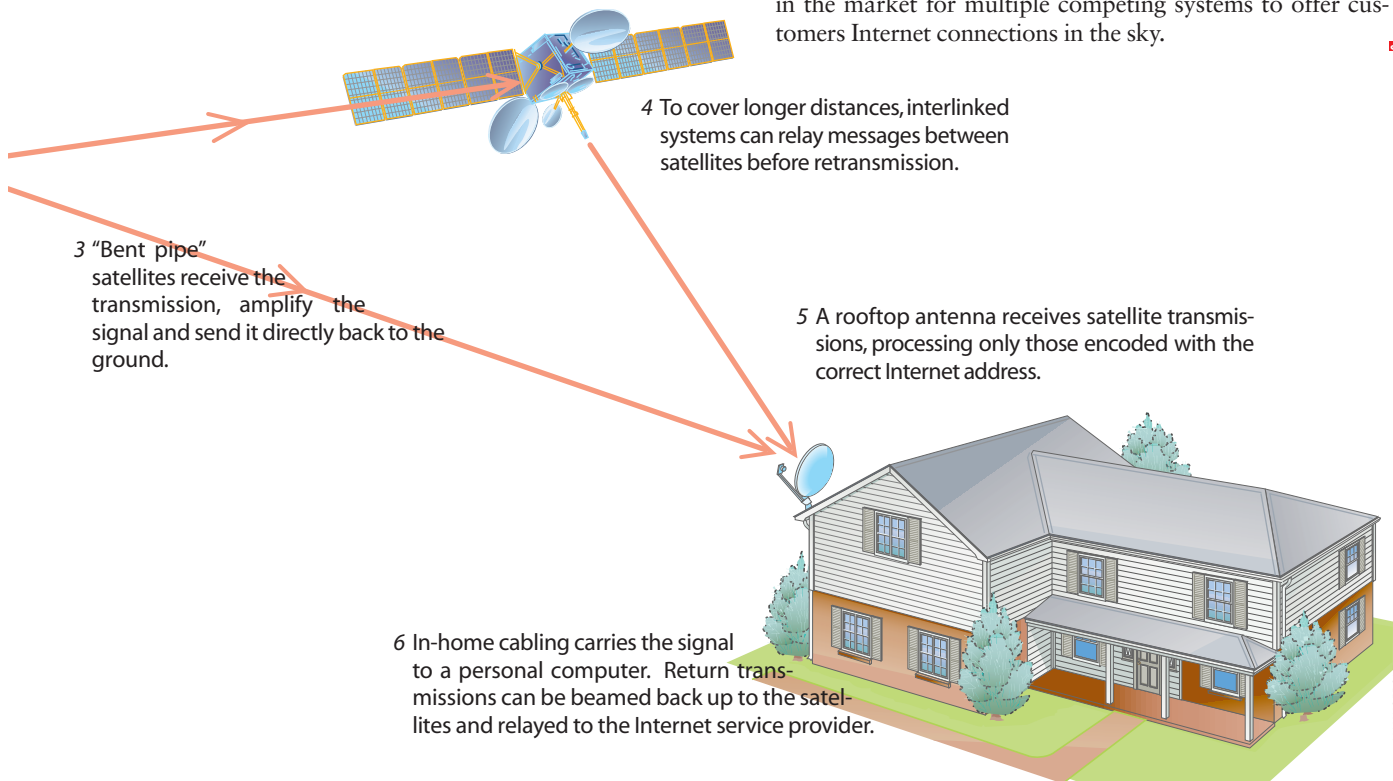 in the market for multiple competing systems to offer cus-
tomers Internet connections in the sky.
4 To cover longer distances, interlinked
systems can relay messages between
satellites before retransmission.
3 “Bent pipe”
satellites receive the
transmission, amplify the
signal and send it directly back to the
ground.
5 A rooftop antenna receives satellite transmis-
sions, processing only those encoded with the
correct Internet address.
6 In-home cabling carries the signal
to a personal computer. Return trans-
missions can be beamed back up to the satel-
lites and relayed to the Internet service provider.